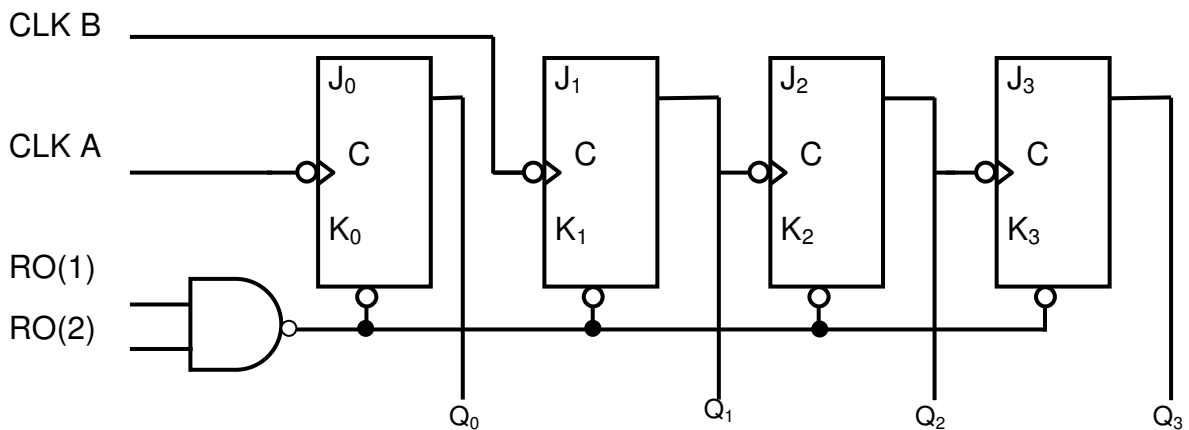 CLK B
J₀ J₁ J₂ J₃
CLK A
C C C C
K₀ K₁ K₂ K₃
RO(1)
RO(2)
Q₀ Q₁ Q₂ Q₃